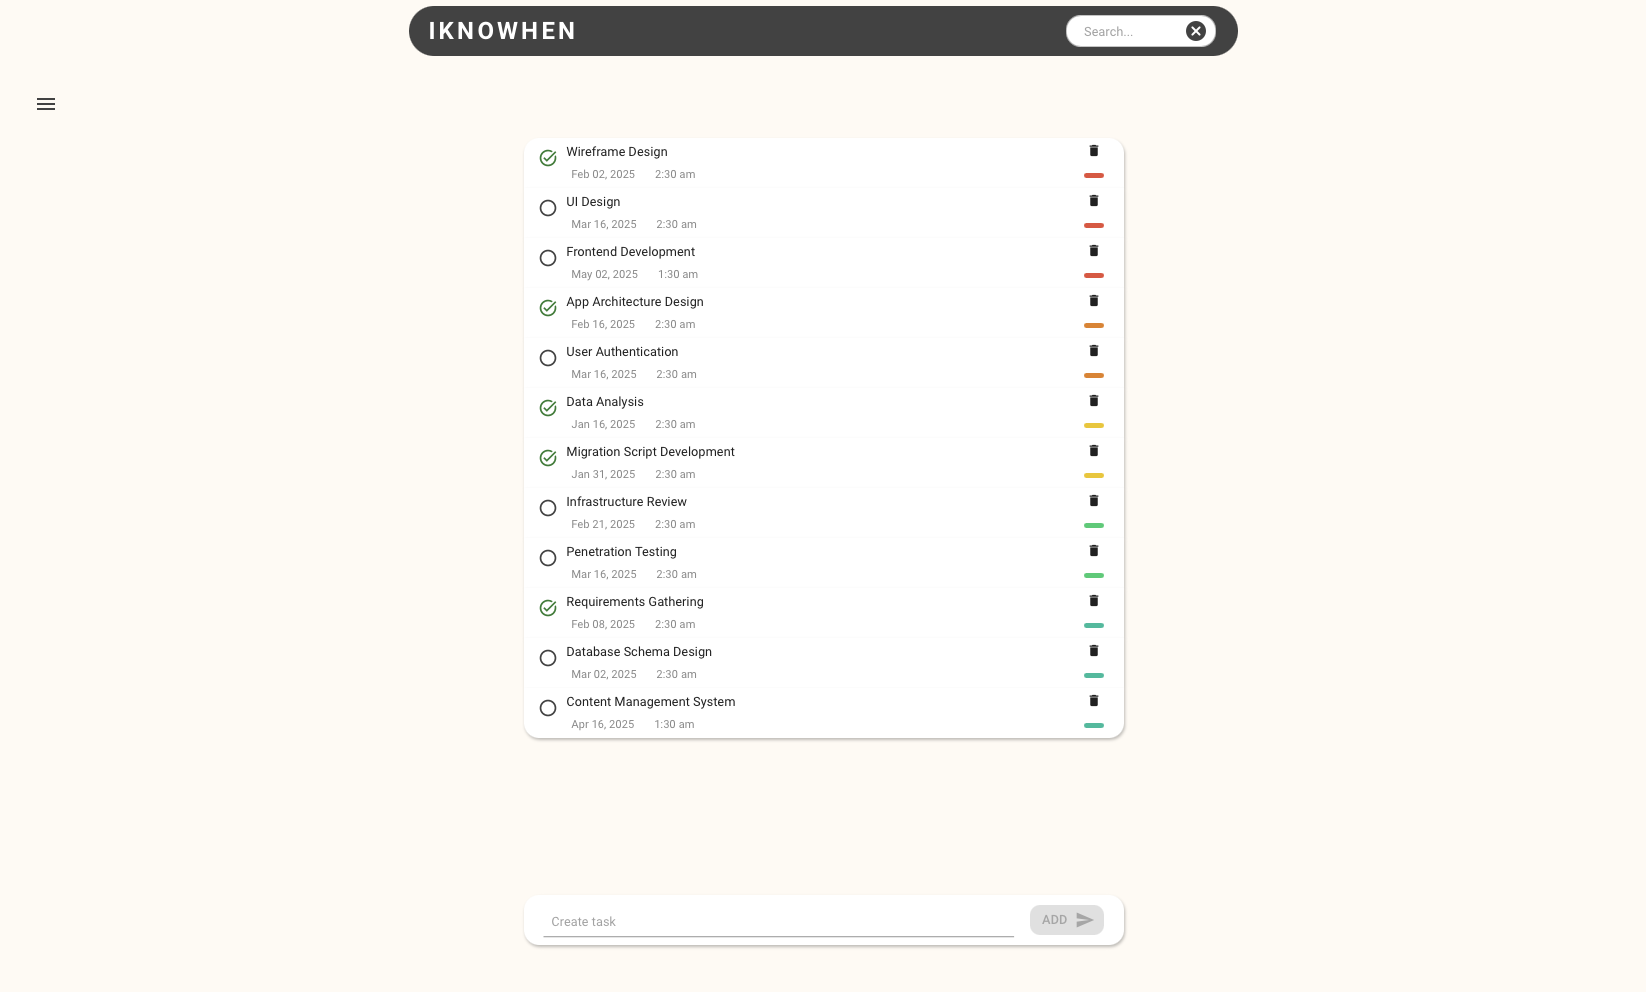 IKNOWHEN
Search...
Wireframe Design
Feb 02, 2025 2:30 am
UI Design
Mar 16, 2025 2:30 am
Frontend Development
May 02, 2025 1:30 am
App Architecture Design
Feb 16, 2025 2:30 am
User Authentication
Mar 16, 2025 2:30 am
Data Analysis
Jan 16, 2025 2:30 am
Migration Script Development
Jan 31, 2025 2:30 am
Infrastructure Review
Feb 21, 2025 2:30 am
Penetration Testing
Mar 16, 2025 2:30 am
Requirements Gathering
Feb 08, 2025 2:30 am
Database Schema Design
Mar 02, 2025 2:30 am
Content Management System
Apr 16, 2025 1:30 am
Create task
ADD